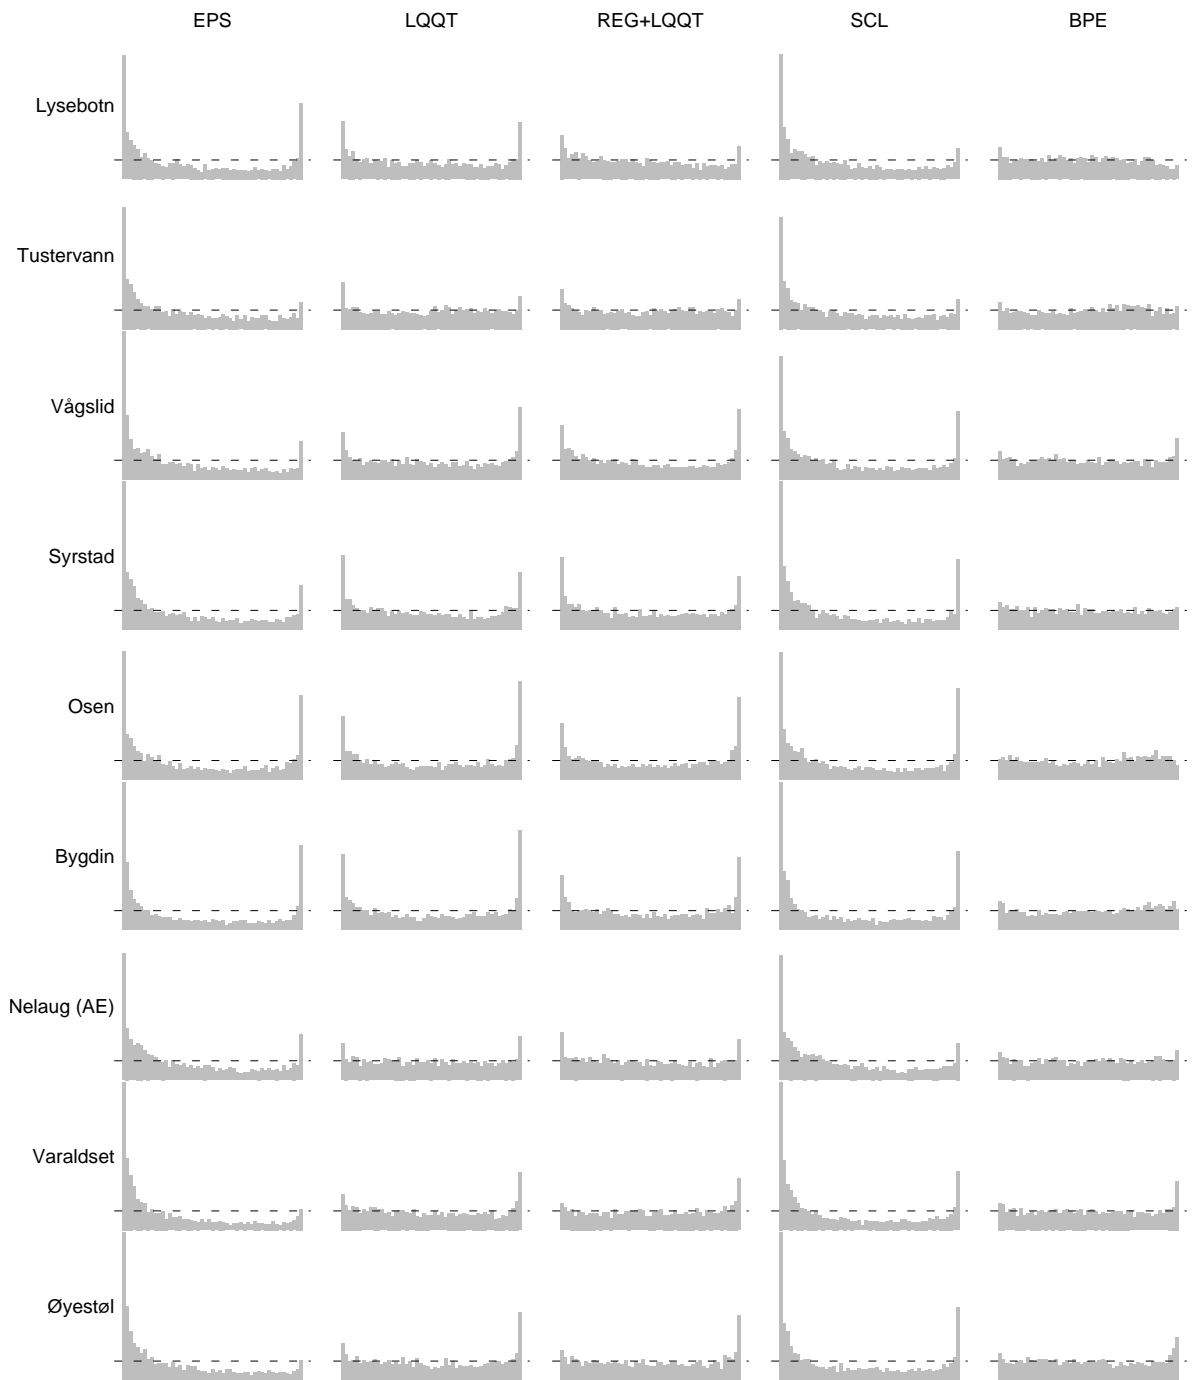 EPS LQQT REG+LQQT SCL BPE
Lysebotn
Tustervann
Vågslid
Syrstad
Osen
Bygdin
Nelaug (AE)
Varaldset
Øyestøl